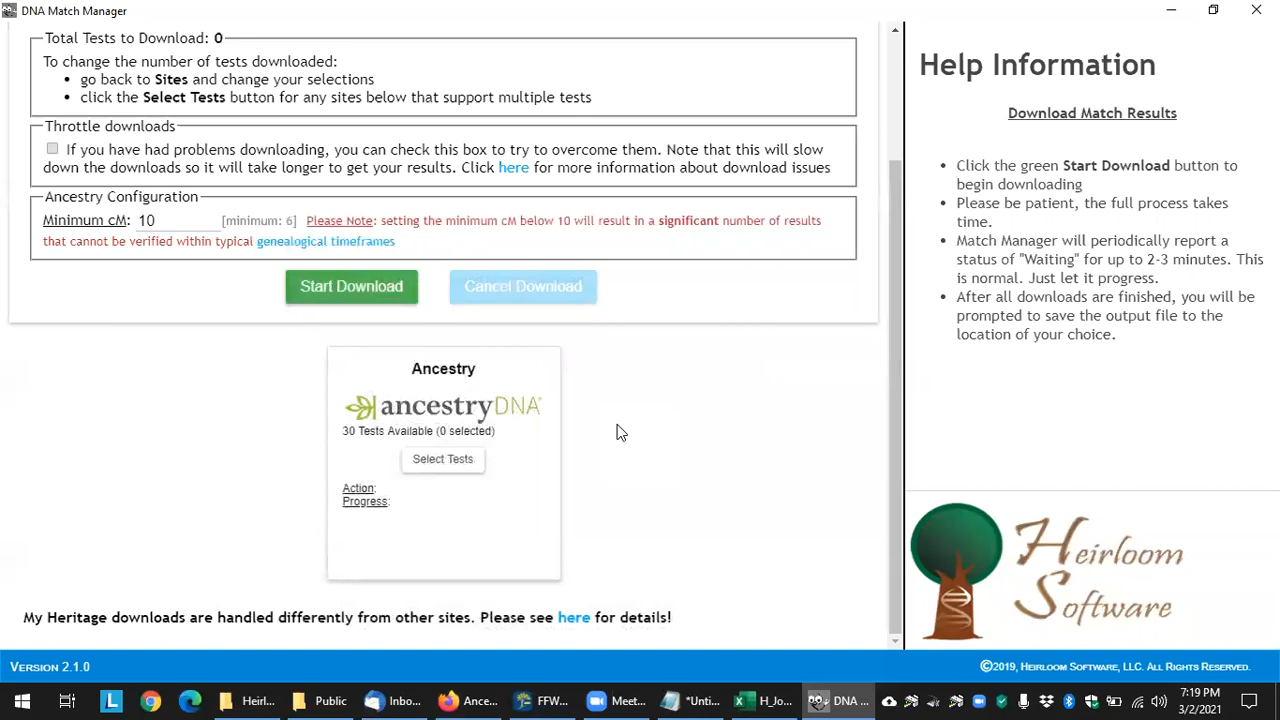 DNA Match Manager
Total Tests to Download: 0
To change the number of tests downloaded:
• go back to Sites and change your selections
• click the Select Tests button for any sites below that support multiple tests
Throttle downloads
If you have had problems downloading, you can check this box to try to overcome them. Note that this will slow
down the downloads so it will take longer to get your results. Click here for more information about download issues
Ancestry Configuration
Minimum cM: 10 [minimum: 6] Please Note: setting the minimum cM below 10 will result in a significant number of results
that cannot be verified within typical genealogical timeframes
Start Download Cancel Download
Ancestry
ancestryDNA
30 Tests Available (0 selected)
Select Tests
Action:
Progress:
My Heritage downloads are handled differently from other sites. Please see here for details!
Help Information
Download Match Results
• Click the green Start Download button to
begin downloading
• Please be patient, the full process takes
time.
• Match Manager will periodically report a
status of "Waiting" for up to 2-3 minutes. This
is normal. Just let it progress.
• After all downloads are finished, you will be
prompted to save the output file to the
location of your choice.
Heirloom
Software
Version 2.1.0 ©2019, Heirloom Software, LLC. All Rights Reserved.
L Heirl... Public Inbo... Ance... FFW... Meet... *Unti... H_Jo... DNA ...
7:19 PM
3/2/2021